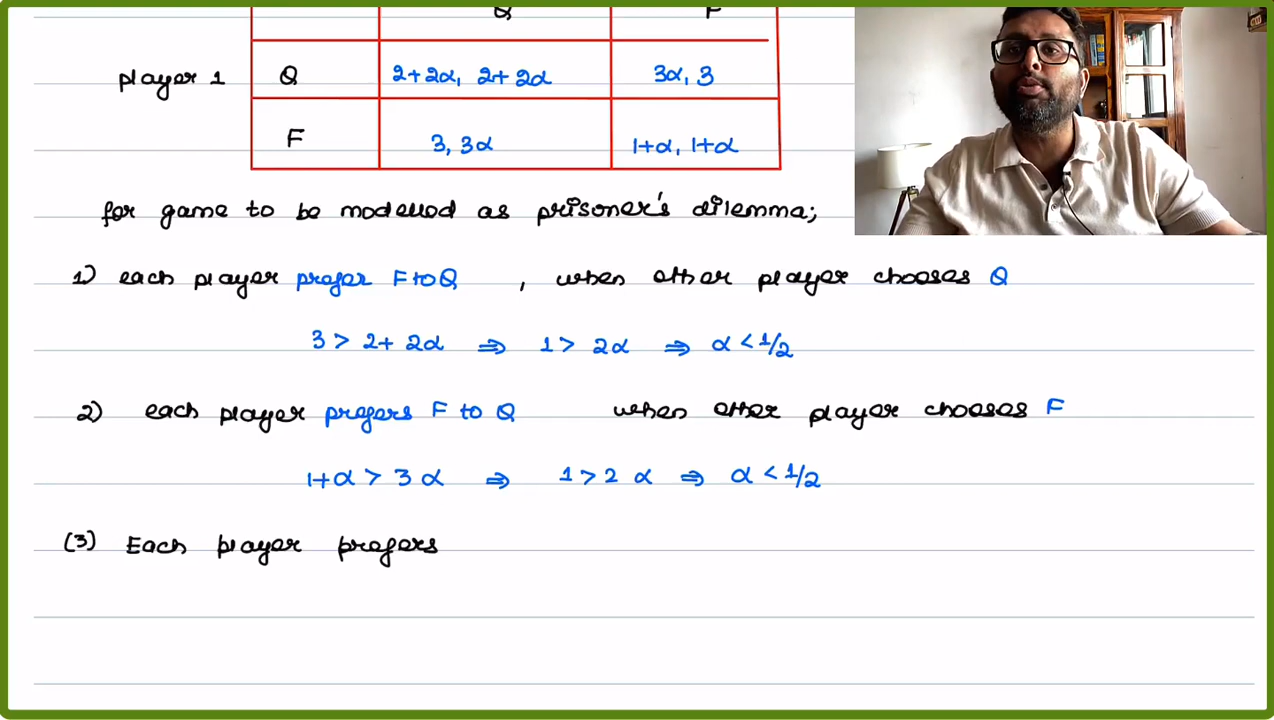 Q F
player 1 Q 2+2α, 2+2α 3α, 3
F 3, 3α 1+α, 1+α
for game to be modelled as prisoner's dilemma;
1) each player prefer F to Q , when other player chooses Q
3 > 2+ 2α ⇒ 1 > 2α ⇒ α < 1/2
2) each player prefers F to Q when other player chooses F
1+α > 3α ⇒ 1 > 2α ⇒ α < 1/2
(3) Each player prefers